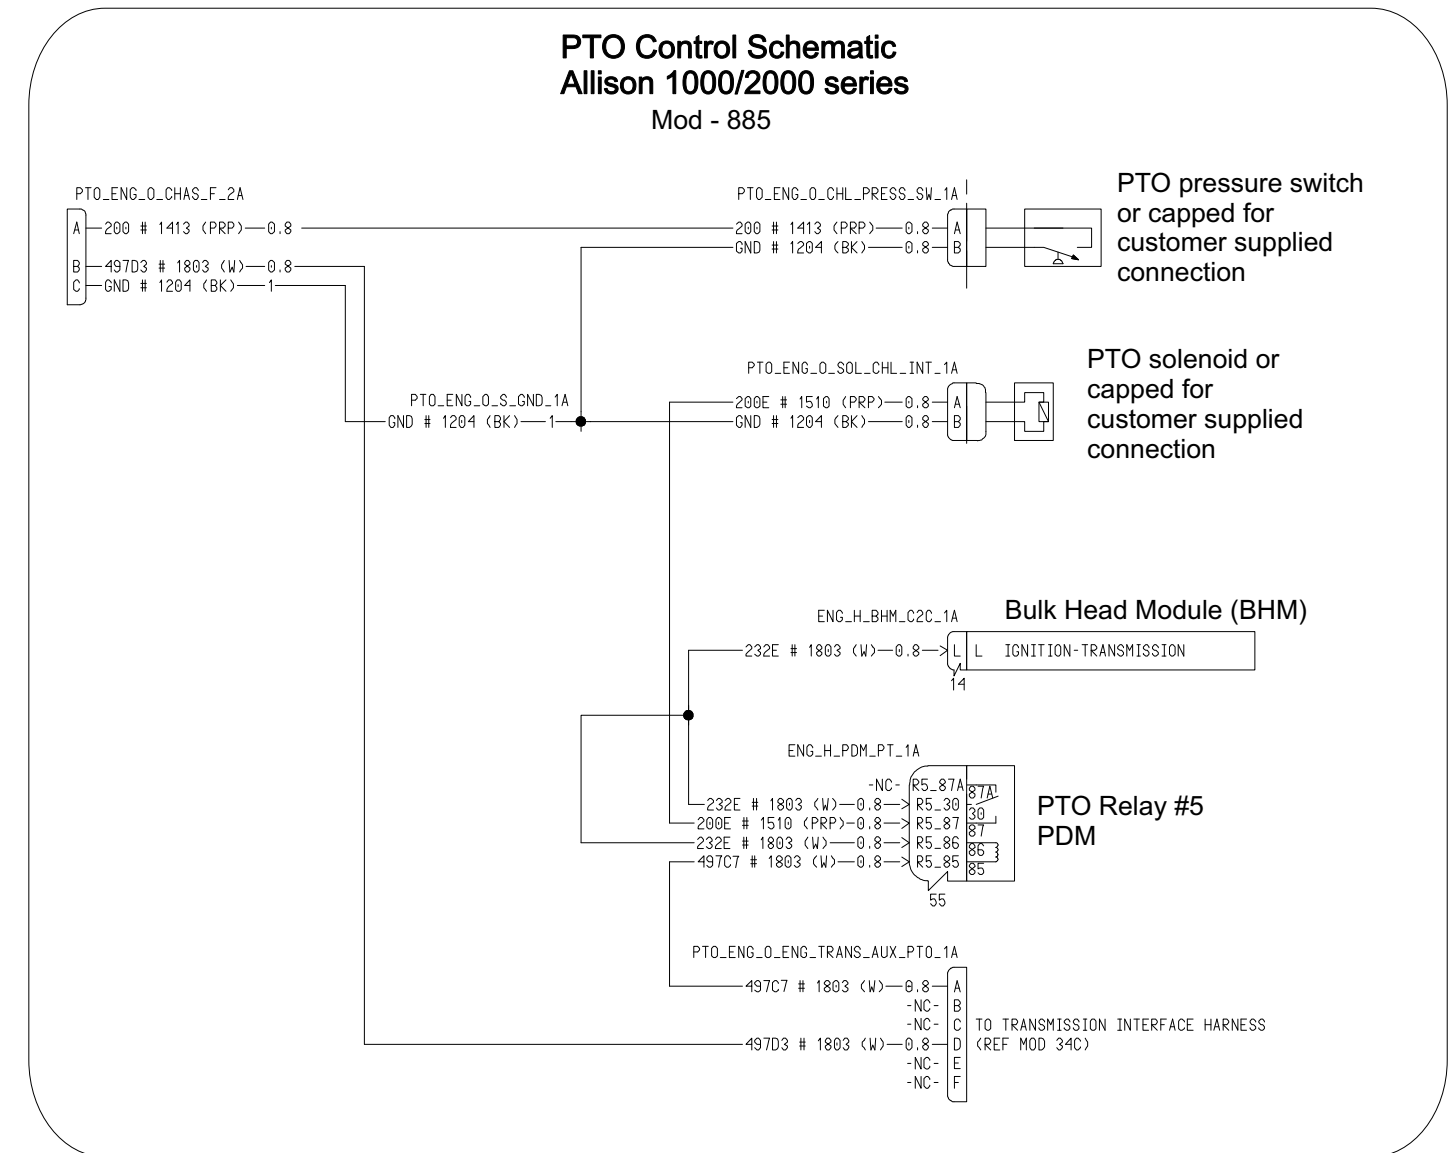 PTO Control Schematic
Allison 1000/2000 series
Mod - 885
PTO_ENG_O_CHAS_F_2A
A 200 # 1413 (PRP) 0.8
B 497D3 # 1803 (W) 0.8
C GND # 1204 (BK) 1
PTO_ENG_O_CHL_PRESS_SW_1A
200 # 1413 (PRP) 0.8 A
GND # 1204 (BK) 0.8 B
PTO pressure switch
or capped for
customer supplied
connection
PTO_ENG_O_S_GND_1A
GND # 1204 (BK) 1
PTO_ENG_O_SOL_CHL_INT_1A
200E # 1510 (PRP) 0.8 A
GND # 1204 (BK) 0.8 B
PTO solenoid or
capped for
customer supplied
connection
ENG_H_BHM_C2C_1A
Bulk Head Module (BHM)
232E # 1803 (W) 0.8 L L IGNITION-TRANSMISSION
14
ENG_H_PDM_PT_1A
-NC- R5_87A 87A
232E # 1803 (W) 0.8 R5_30 30
200E # 1510 (PRP) 0.8 R5_87 87
232E # 1803 (W) 0.8 R5_86 86
497C7 # 1803 (W) 0.8 R5_85 85
55
PTO Relay #5
PDM
PTO_ENG_O_ENG_TRANS_AUX_PTO_1A
497C7 # 1803 (W) 0.8 A
-NC- B
-NC- C TO TRANSMISSION INTERFACE HARNESS
497D3 # 1803 (W) 0.8 D (REF MOD 34C)
-NC- E
-NC- F